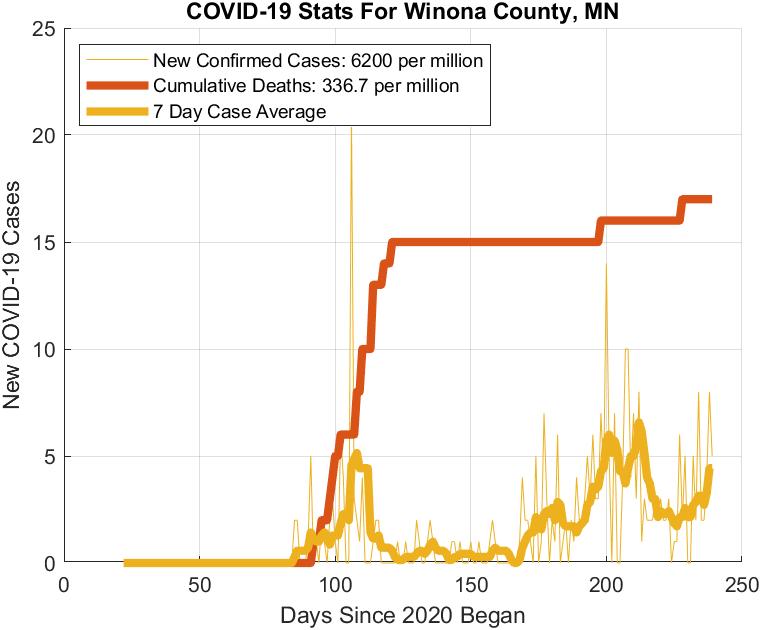 COVID-19 Stats For Winona County, MN
New Confirmed Cases: 6200 per million
Cumulative Deaths: 336.7 per million
7 Day Case Average
New COVID-19 Cases
25
20
15
10
5
0
0 50 100 150 200 250
Days Since 2020 Began